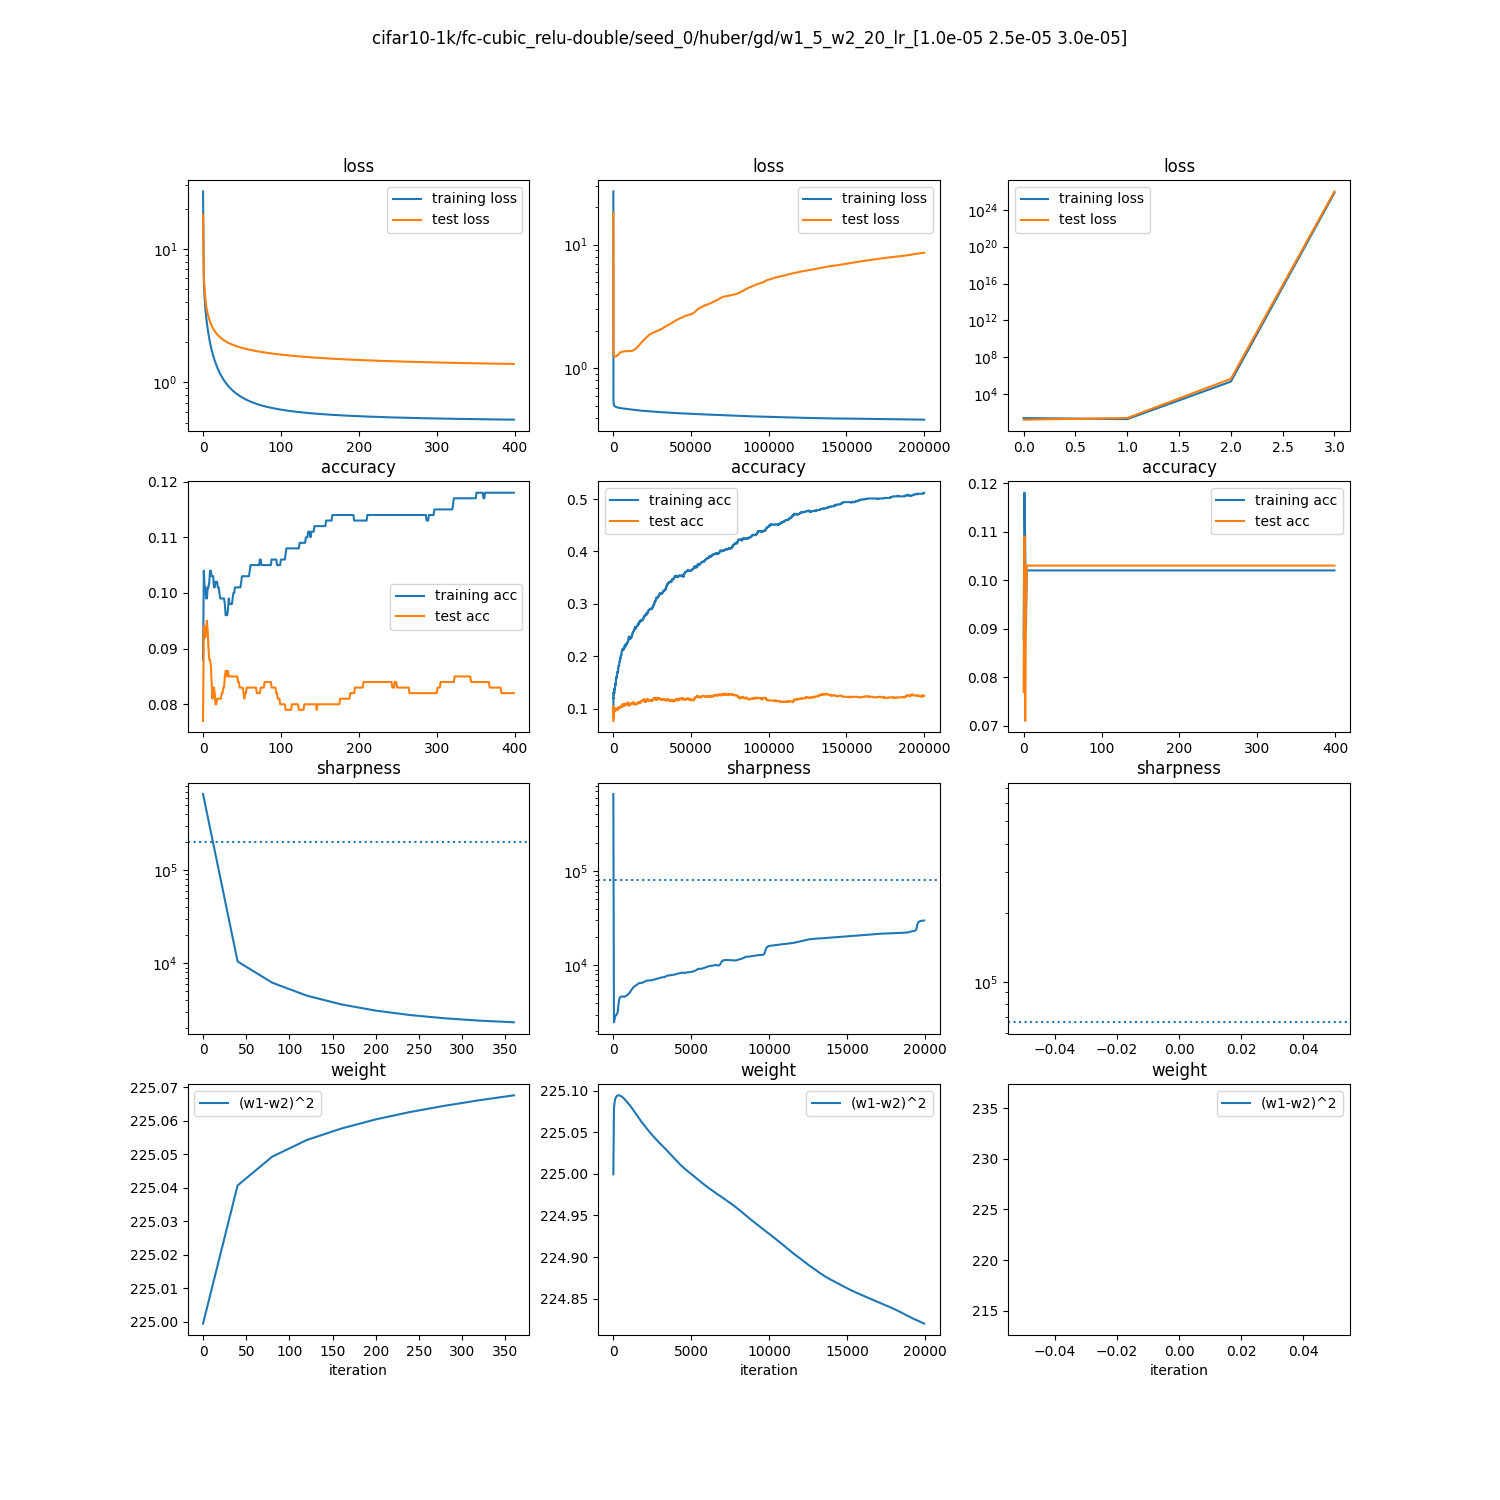 cifar10-1k/fc-cubic_relu-double/seed_0/huber/gd/w1_5_w2_20_lr_[1.0e-05 2.5e-05 3.0e-05]
loss loss loss
training loss
test loss
training loss
test loss
training loss
test loss
10^1
10^0
10^1
10^0
10^24
10^20
10^16
10^12
10^8
10^4
0 100 200 300 400
0 50000 100000 150000 200000
0.0 0.5 1.0 1.5 2.0 2.5 3.0
accuracy accuracy accuracy
training acc
test acc
training acc
test acc
training acc
test acc
0.12
0.11
0.10
0.09
0.08
0.5
0.4
0.3
0.2
0.1
0.12
0.11
0.10
0.09
0.08
0.07
0 100 200 300 400
0 50000 100000 150000 200000
0 100 200 300 400
sharpness sharpness sharpness
10^5
10^4
10^5
10^4
10^5
0 50 100 150 200 250 300 350
0 5000 10000 15000 20000
−0.04 −0.02 0.00 0.02 0.04
weight weight weight
(w1-w2)^2
(w1-w2)^2
(w1-w2)^2
225.07
225.06
225.05
225.04
225.03
225.02
225.01
225.00
225.10
225.05
225.00
224.95
224.90
224.85
235
230
225
220
215
0 50 100 150 200 250 300 350
0 5000 10000 15000 20000
−0.04 −0.02 0.00 0.02 0.04
iteration iteration iteration